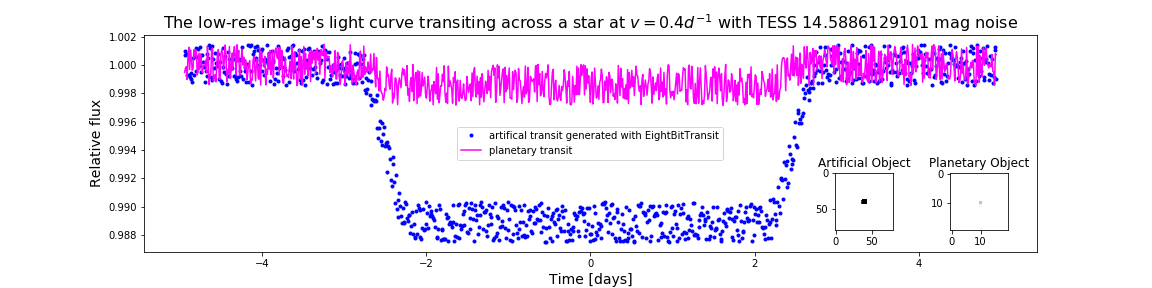 The low-res image's light curve transiting across a star at v = 0.4d⁻¹ with TESS 14.5886129101 mag noise
1.002
1.000
0.998
0.996
0.994
0.992
0.990
0.988
Relative flux
artifical transit generated with EightBitTransit
planetary transit
Artificial Object
0
50
0 50
Planetary Object
0
10
0 10
−4 −2 0 2 4
Time [days]